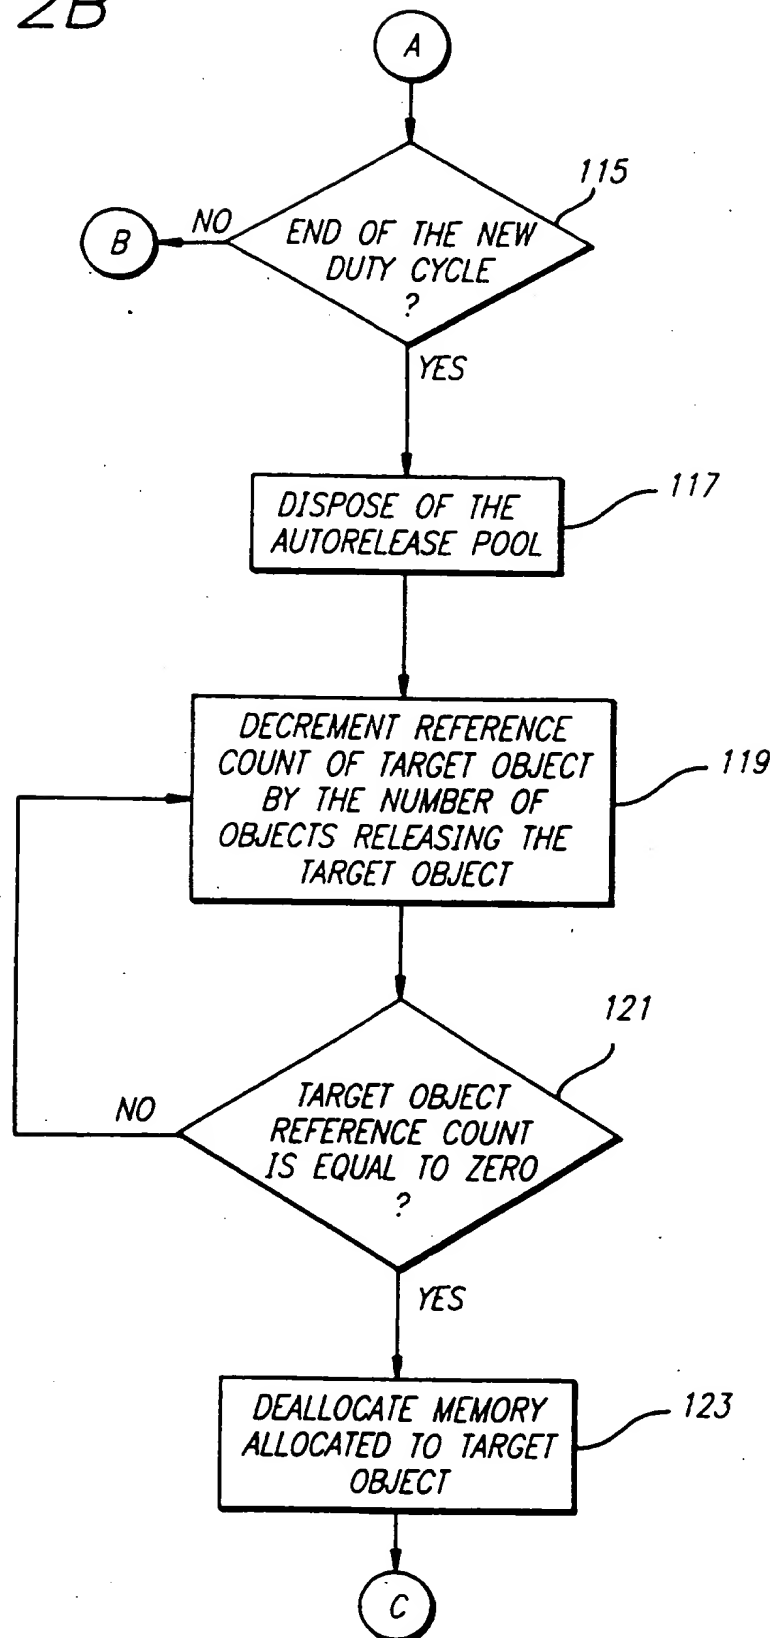 2B
A
115
END OF THE NEW
DUTY CYCLE
?
NO
B
YES
117
DISPOSE OF THE
AUTORELEASE POOL
DECREMENT REFERENCE
COUNT OF TARGET OBJECT
BY THE NUMBER OF
OBJECTS RELEASING THE
TARGET OBJECT
119
121
TARGET OBJECT
REFERENCE COUNT
IS EQUAL TO ZERO
?
NO
YES
DEALLOCATE MEMORY
ALLOCATED TO TARGET
OBJECT
123
C